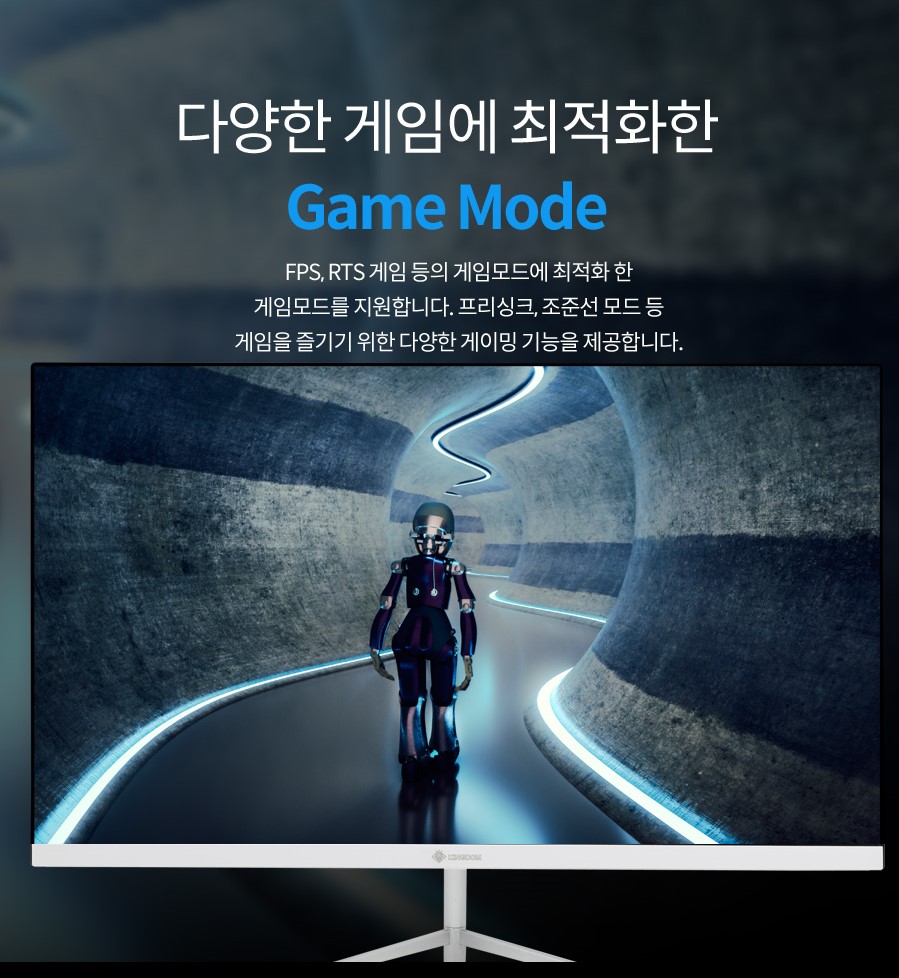 다양한 게임에 최적화한
Game Mode
FPS, RTS 게임 등의 게임모드에 최적화 한
게임모드를 지원합니다. 프리싱크, 조준선 모드 등
게임을 즐기기 위한 다양한 게이밍 기능을 제공합니다.